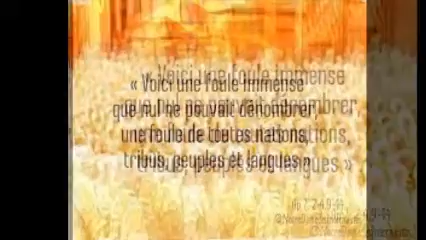 « Voici une foule immense
que nul ne pouvait dénombrer,
une foule de toutes nations,
tribus, peuples et langues »